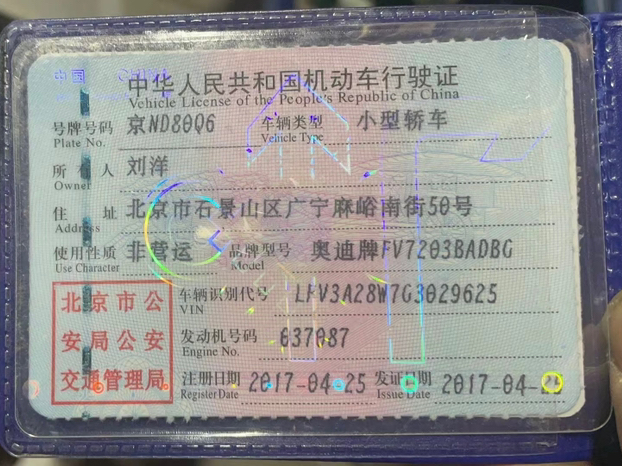 中国 CHINA
中华人民共和国机动车行驶证
Vehicle License of the People's Republic of China
号牌号码 京ND80Q6 车辆类型 小型轿车
Plate No. Vehicle Type
所有人 刘洋
Owner
住址 北京市石景山区广宁麻峪南街50号
Address
使用性质 非营运 品牌型号 奥迪牌FV7203BADBG
Use Character Model
北京市公 车辆识别代号 LFV3A28W7G3029625
VIN
安局公安 发动机号码 637087
Engine No.
交通管理局 注册日期 2017-04-25 发证日期 2017-04-25
Register Date Issue Date